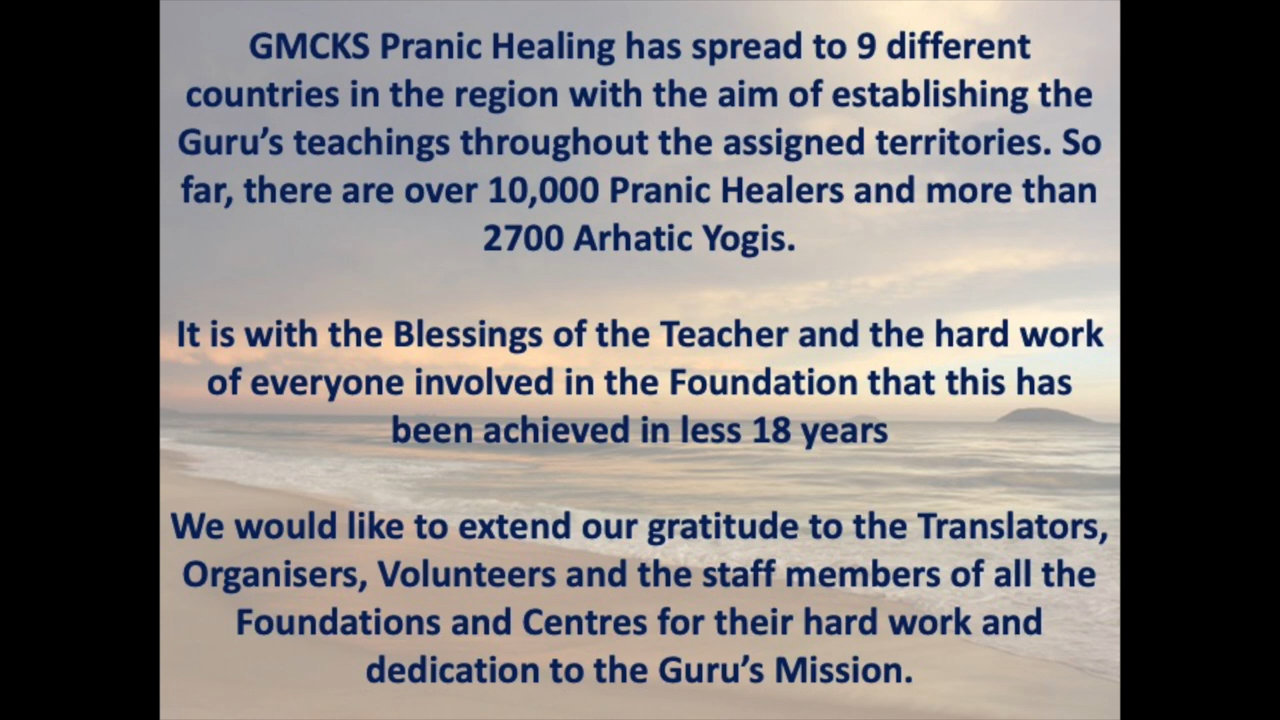 GMCKS Pranic Healing has spread to 9 different
countries in the region with the aim of establishing the
Guru’s teachings throughout the assigned territories. So
far, there are over 10,000 Pranic Healers and more than
2700 Arhatic Yogis.
It is with the Blessings of the Teacher and the hard work
of everyone involved in the Foundation that this has
been achieved in less 18 years
We would like to extend our gratitude to the Translators,
Organisers, Volunteers and the staff members of all the
Foundations and Centres for their hard work and
dedication to the Guru’s Mission.